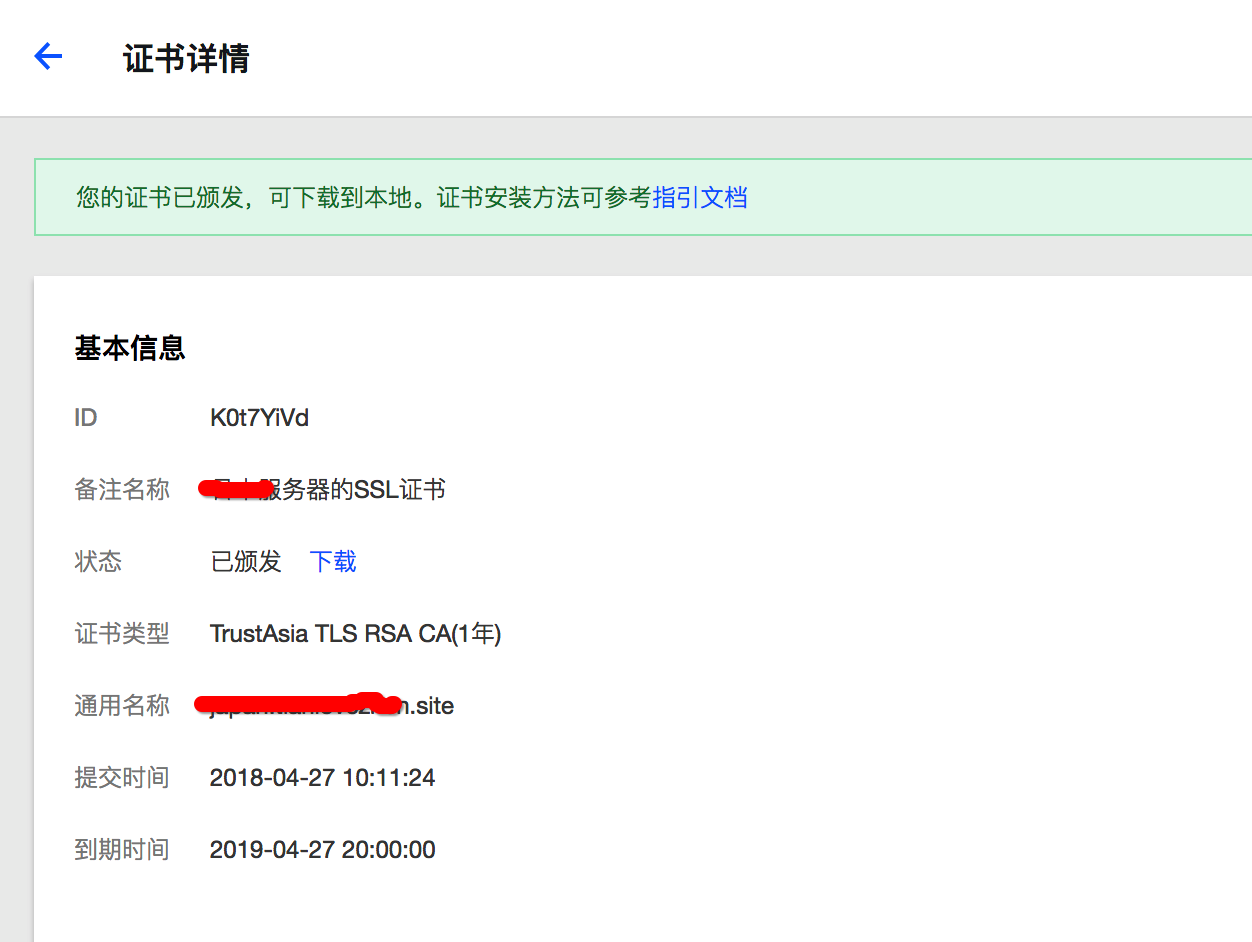 证书详情
您的证书已颁发，可下载到本地。证书安装方法可参考指引文档
基本信息
ID K0t7YiVd
备注名称 服务器的SSL证书
状态 已颁发 下载
证书类型 TrustAsia TLS RSA CA(1年)
通用名称 .site
提交时间 2018-04-27 10:11:24
到期时间 2019-04-27 20:00:00